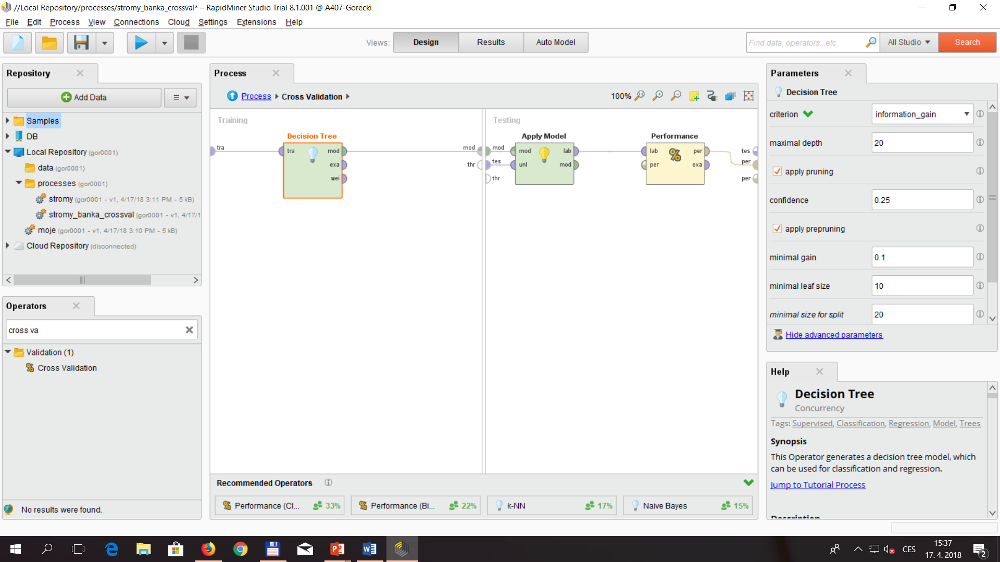 //Local Repository/processes/stromy_banka_crossval* – RapidMiner Studio Trial 8.1.001 @ A407-Gorecki
File Edit Process View Connections Cloud Settings Extensions Help
Views: Design Results Auto Model
Find data, operators...etc All Studio Search
Repository
Add Data
Samples
DB
Local Repository (gor0001)
data (gor0001)
processes (gor0001)
stromy (gor0001 - v1, 4/17/18 3:11 PM - 5 kB)
stromy_banka_crossval (gor0001 - v1, 4/17/1
moje (gor0001 - v1, 4/17/18 3:10 PM - 5 kB)
Cloud Repository (disconnected)
Operators
cross va
Validation (1)
Cross Validation
No results were found.
Process
Process Cross Validation
100%
Training
Decision Tree
tra
tra mod
exa
wei
mod
thr
Testing
mod
tes
thr
Apply Model
mod lab
unl mod
Performance
lab per
per exa
tes
per
per
Recommended Operators
Performance (Cl... 33%
Performance (Bi... 22%
k-NN 17%
Naive Bayes 15%
Parameters
Decision Tree
criterion information_gain
maximal depth 20
apply pruning
confidence 0.25
apply prepruning
minimal gain 0.1
minimal leaf size 10
minimal size for split 20
Hide advanced parameters
Help
Decision Tree
Concurrency
Tags: Supervised, Classification, Regression, Model, Trees
Synopsis
This Operator generates a decision tree model, which
can be used for classification and regression.
Jump to Tutorial Process
Description
CES
15:37
17. 4. 2018
2